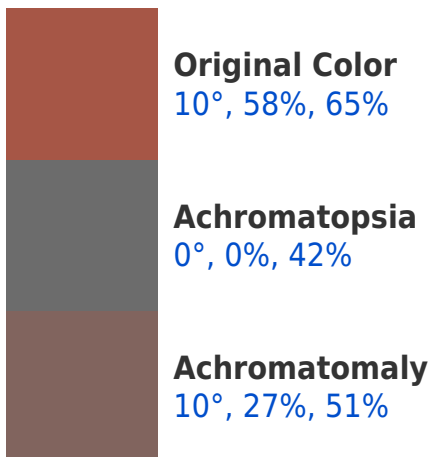 Original Color
10°, 58%, 65%
Achromatopsia
0°, 0%, 42%
Achromatomaly
10°, 27%, 51%